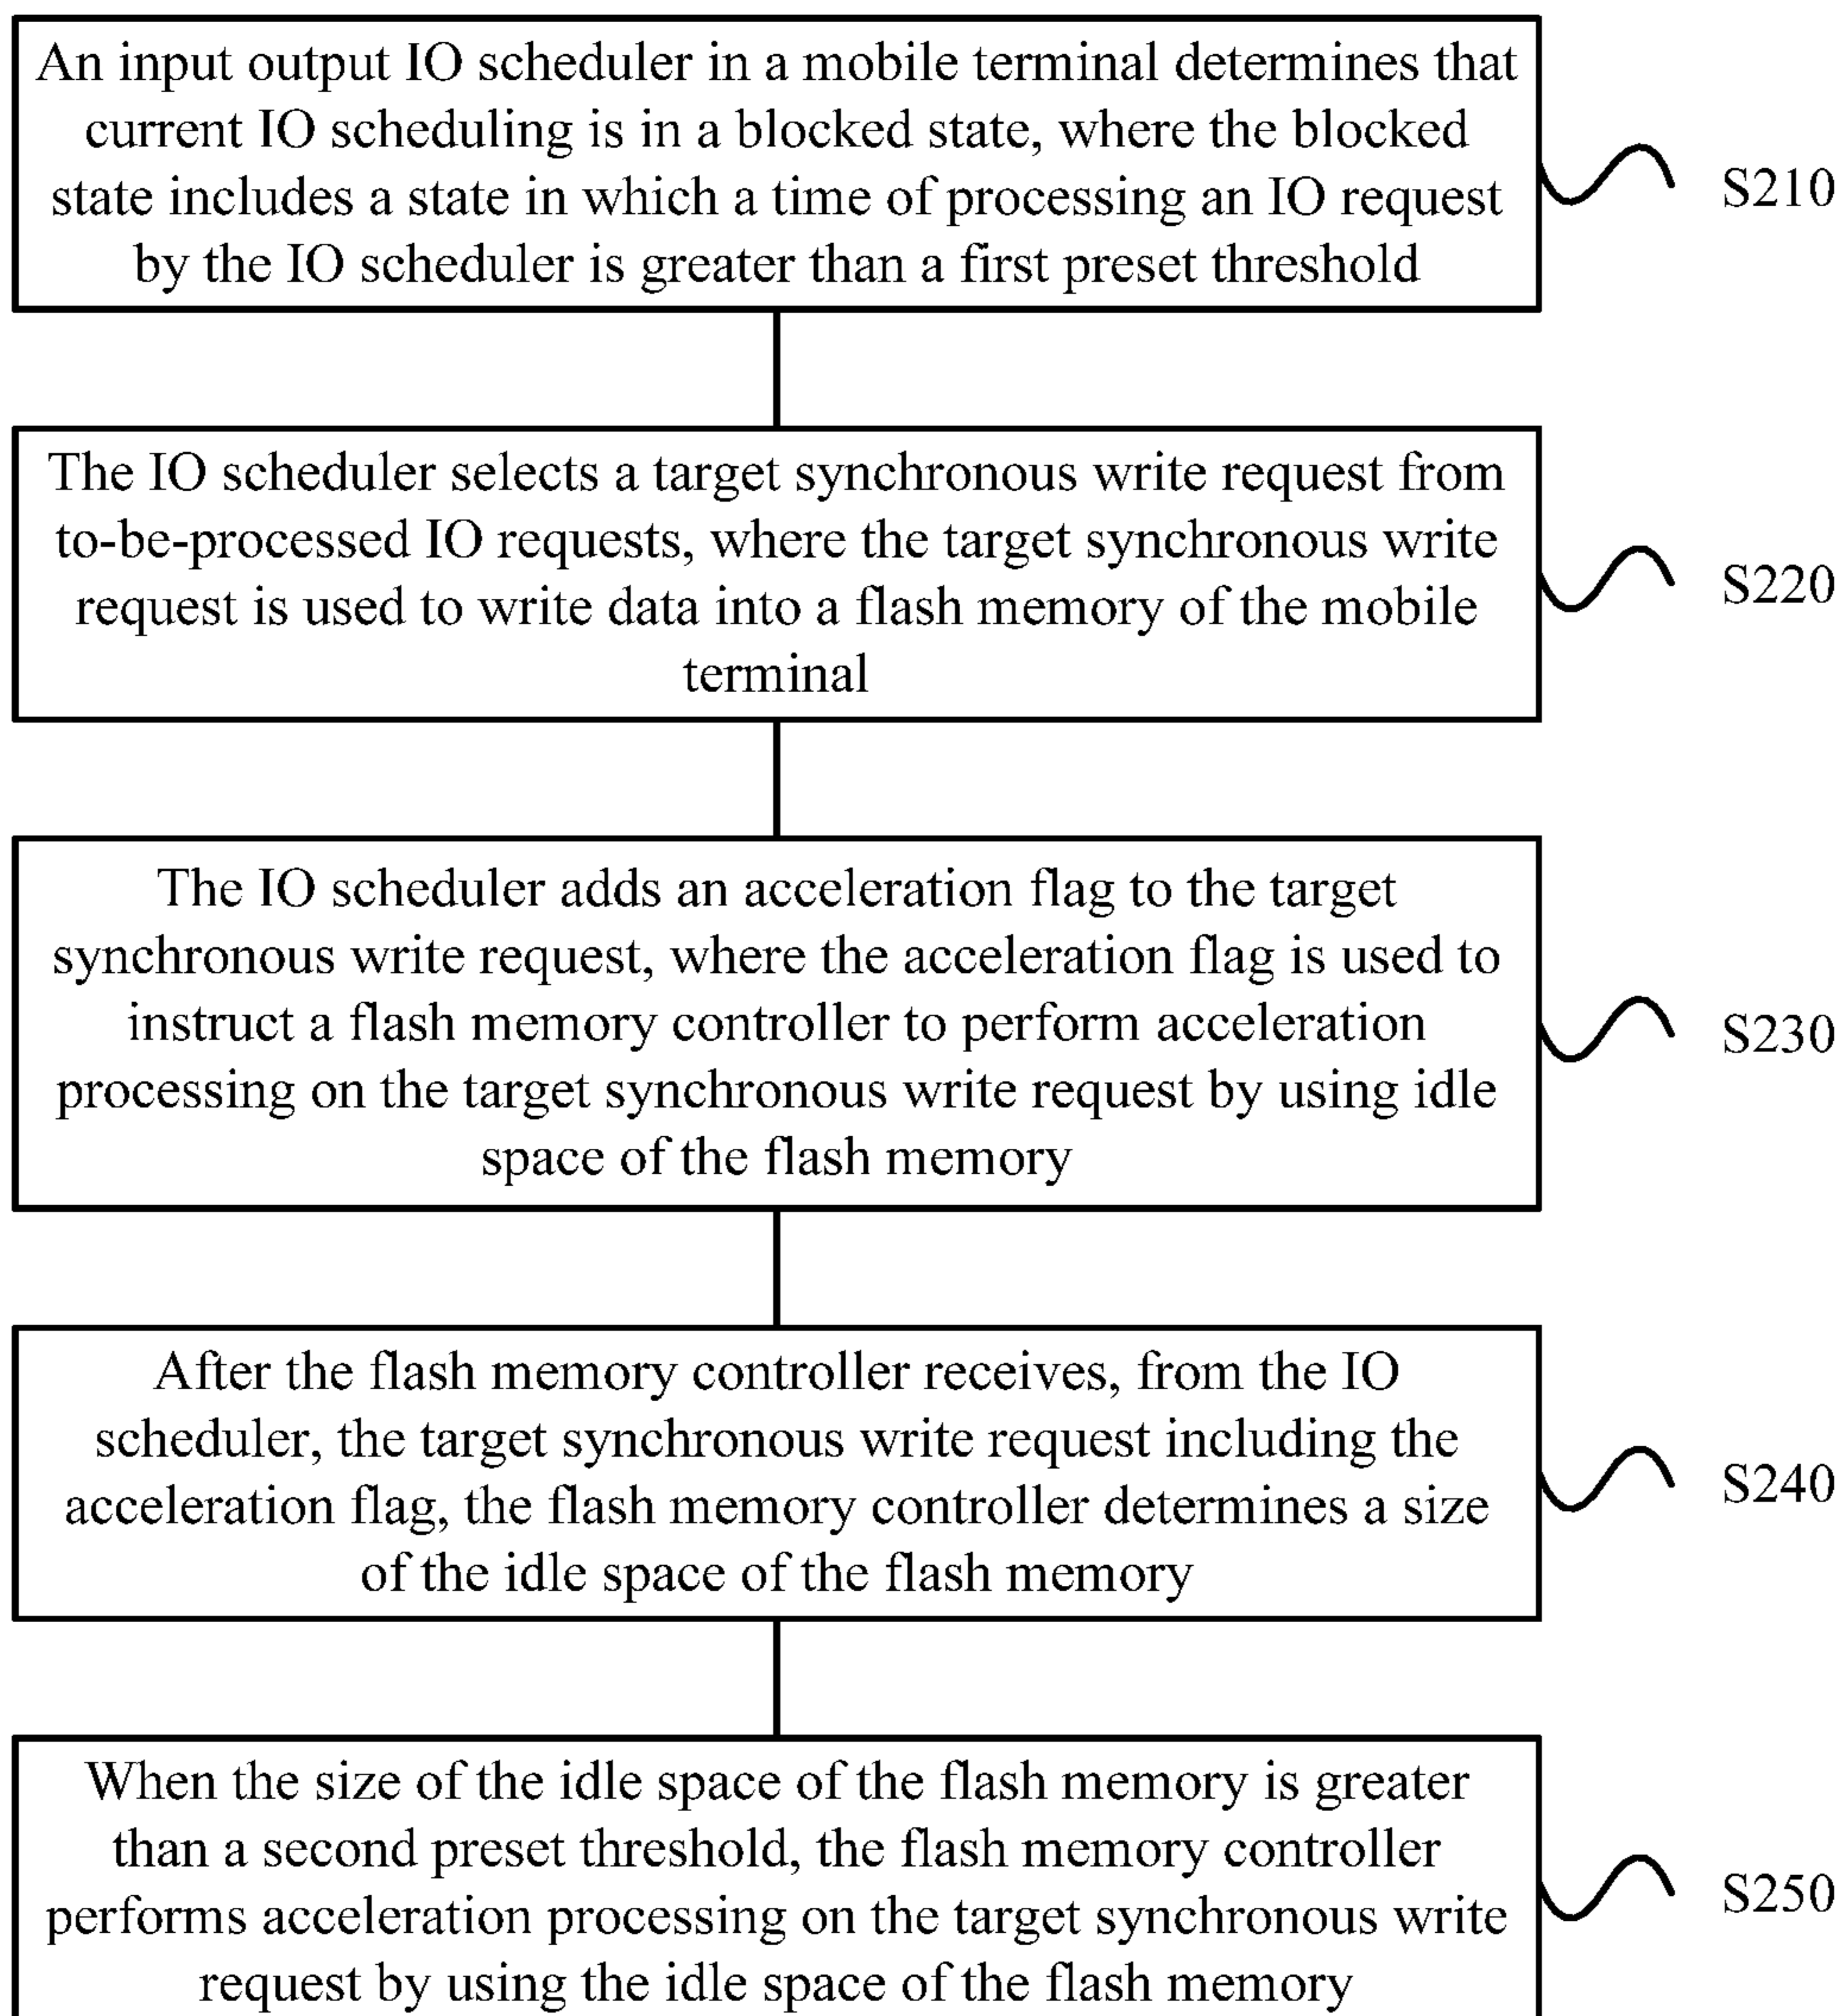 An input output IO scheduler in a mobile terminal determines that
current IO scheduling is in a blocked state, where the blocked
state includes a state in which a time of processing an IO request
by the IO scheduler is greater than a first preset threshold
S210
The IO scheduler selects a target synchronous write request from
to-be-processed IO requests, where the target synchronous write
request is used to write data into a flash memory of the mobile
terminal
S220
The IO scheduler adds an acceleration flag to the target
synchronous write request, where the acceleration flag is used to
instruct a flash memory controller to perform acceleration
processing on the target synchronous write request by using idle
space of the flash memory
S230
After the flash memory controller receives, from the IO
scheduler, the target synchronous write request including the
acceleration flag, the flash memory controller determines a size
of the idle space of the flash memory
S240
When the size of the idle space of the flash memory is greater
than a second preset threshold, the flash memory controller
performs acceleration processing on the target synchronous write
request by using the idle space of the flash memory
S250